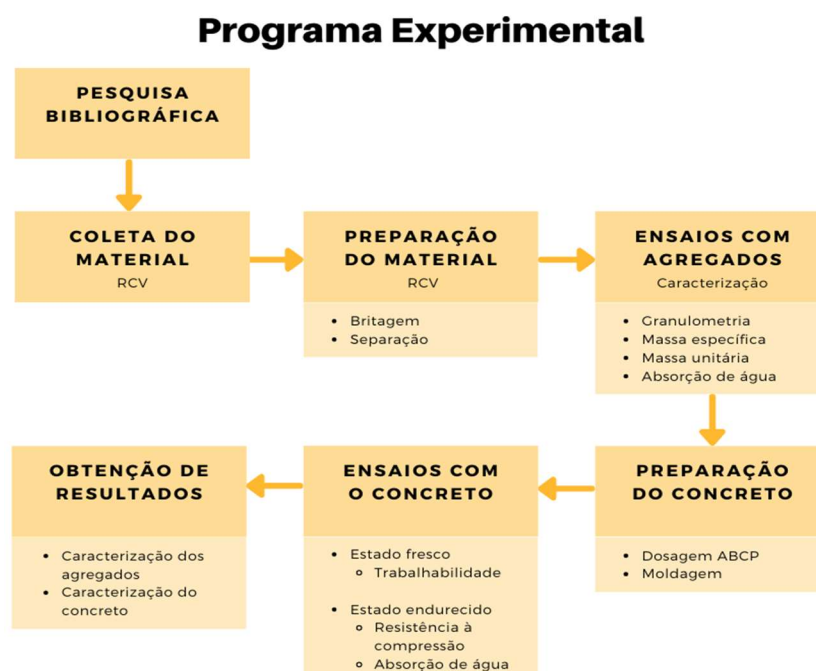 Programa Experimental
PESQUISA
BIBLIOGRÁFICA
COLETA DO
MATERIAL
RCV
PREPARAÇÃO
DO MATERIAL
RCV
• Britagem
• Separação
ENSAIOS COM
AGREGADOS
Caracterização
• Granulometria
• Massa específica
• Massa unitária
• Absorção de água
PREPARAÇÃO
DO CONCRETO
• Dosagem ABCP
• Moldagem
ENSAIOS COM
O CONCRETO
• Estado fresco
◦ Trabalhabilidade
• Estado endurecido
◦ Resistência à
compressão
◦ Absorção de água
OBTENÇÃO DE
RESULTADOS
• Caracterização dos
agregados
• Caracterização do
concreto